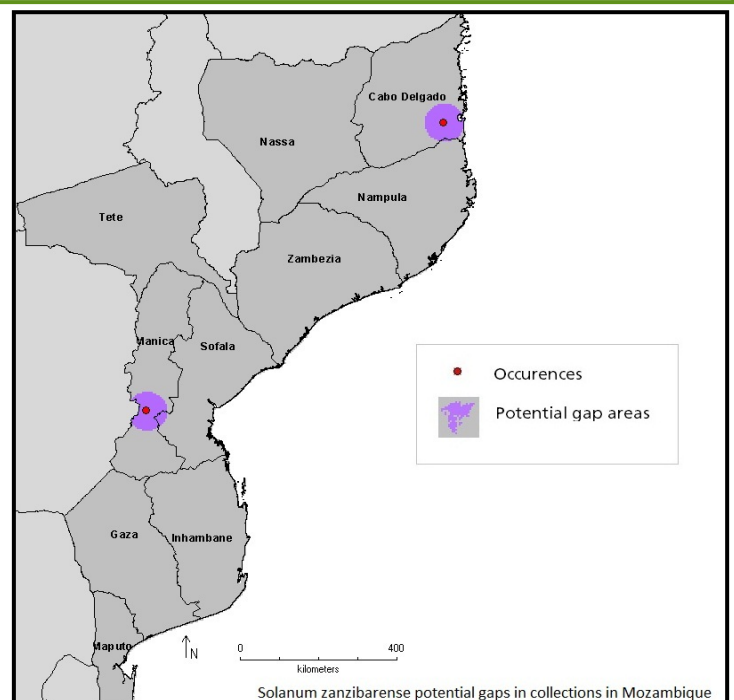 Cabo Delgado
Nassa
Nampula
Tete
Zambezia
Manica
Sofala
Occurences
Potential gap areas
Gaza
Inhambane
Maputo
N
0 400
kilometers
Solanum zanzibarense potential gaps in collections in Mozambique